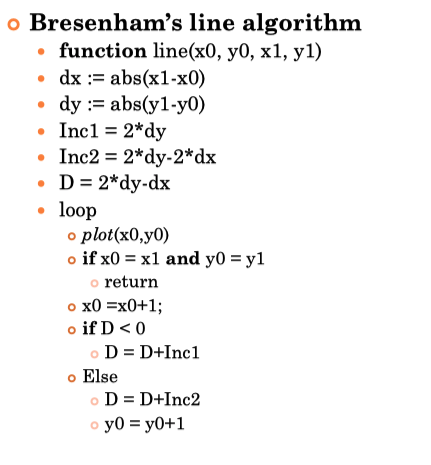 Bresenham's line algorithm
function line(x0, y0, x1, y1)
dx := abs(x1-x0)
dy := abs(y1-y0)
Inc1 = 2*dy
Inc2 = 2*dy-2*dx
D = 2*dy-dx
loop
plot(x0,y0)
if x0 = x1 and y0 = y1
return
x0 =x0+1;
if D < 0
D = D+Inc1
Else
D = D+Inc2
y0 = y0+1